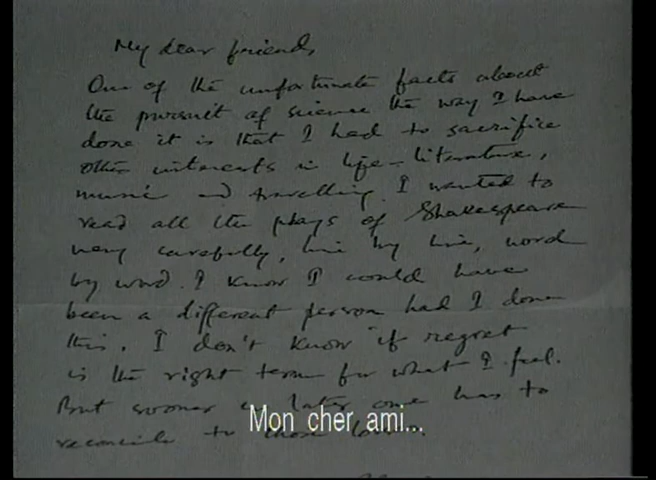 My dear friend,
One of the unfortunate facts about
the pursuit of science the way I have
done it is that I had to sacrifice
other interests in life – literature,
music and travelling. I wanted to
read all the plays of Shakespeare
very carefully, line by line, word
by word. I know I could have
been a different person had I done
this. I don't know if regret
is the right term for what I feel.
But sooner or later one has to
reconcile to these
Mon cher ami...